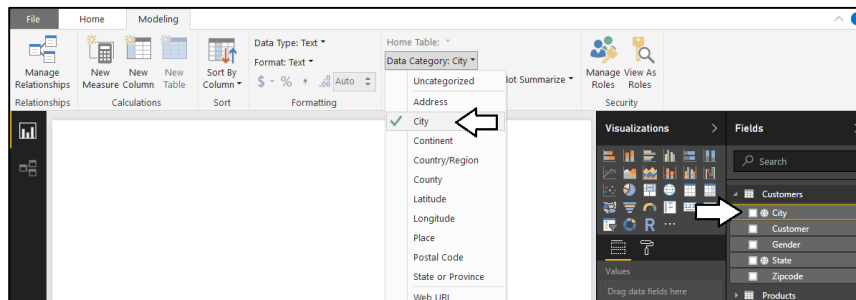 File Home Modeling
Manage Relationships
New Measure
New Column
New Table
Sort By Column
Data Type: Text
Format: Text
$ - % , .00 Auto
Home Table:
Data Category: City
ot Summarize
Manage Roles
View As Roles
Relationships
Calculations
Sort
Formatting
Security
Uncategorized
Address
City
Continent
Country/Region
County
Latitude
Longitude
Place
Postal Code
State or Province
Web URL
Visualizations
R
Values
Drag data fields here
Fields
Search
Customers
City
Customer
Gender
State
Zipcode
Products